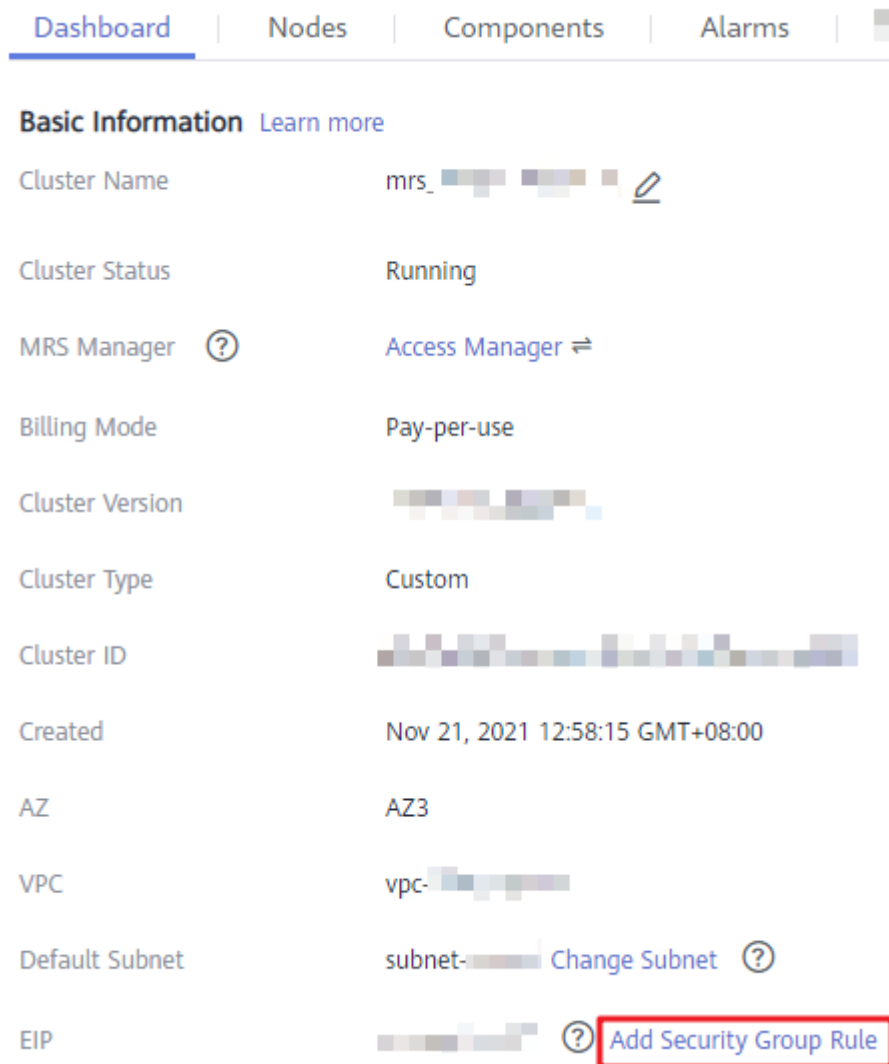 Dashboard Nodes Components Alarms
Basic Information Learn more
Cluster Name mrs_
Cluster Status Running
MRS Manager ? Access Manager ⇌
Billing Mode Pay-per-use
Cluster Version
Cluster Type Custom
Cluster ID
Created Nov 21, 2021 12:58:15 GMT+08:00
AZ AZ3
VPC vpc-
Default Subnet subnet- Change Subnet ?
EIP ? Add Security Group Rule